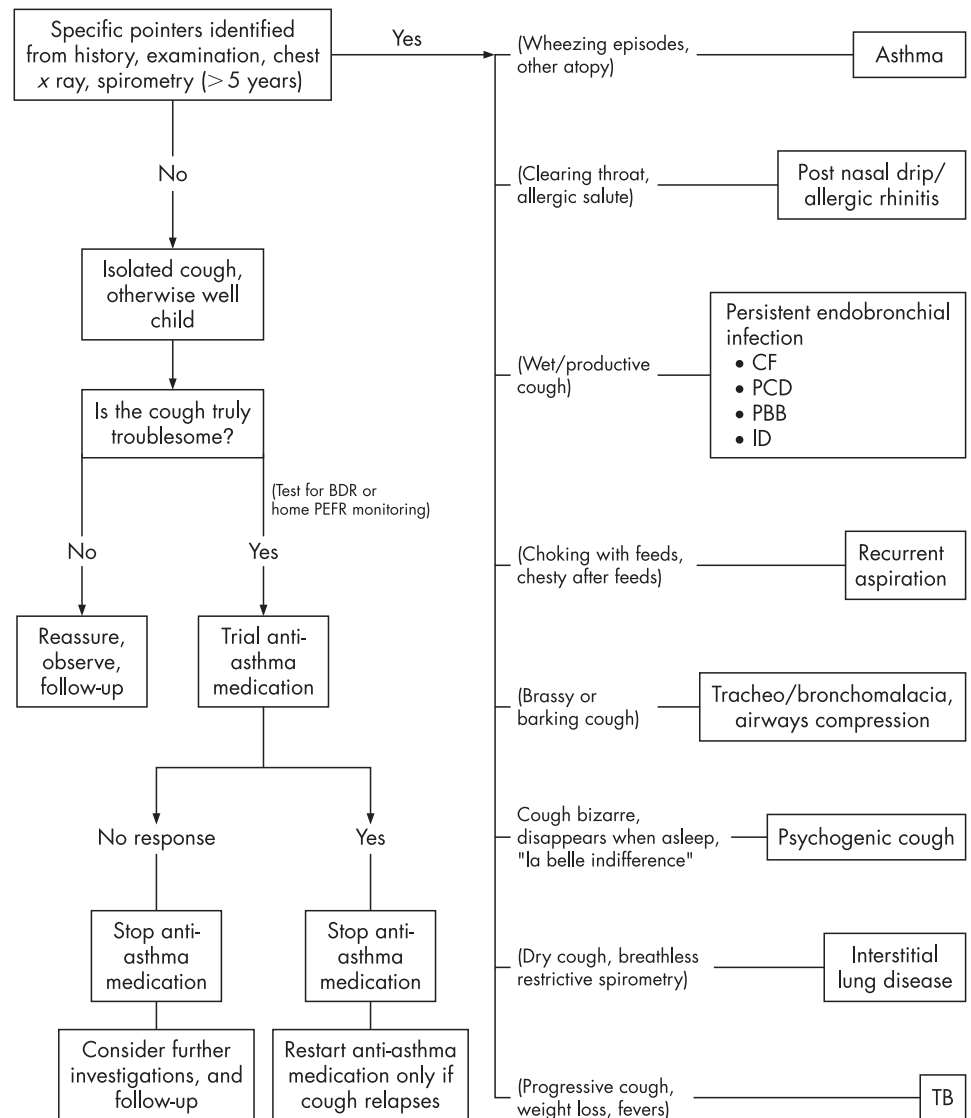 Specific pointers identified
from history, examination, chest
x ray, spirometry (> 5 years)
Yes
No
Isolated cough,
otherwise well
child
Is the cough truly
troublesome?
(Test for BDR or
home PEFR monitoring)
No
Yes
Reassure,
observe,
follow-up
Trial anti-
asthma
medication
No response
Yes
Stop anti-
asthma
medication
Stop anti-
asthma
medication
Consider further
investigations, and
follow-up
Restart anti-asthma
medication only if
cough relapses
(Wheezing episodes,
other atopy)
Asthma
(Clearing throat,
allergic salute)
Post nasal drip/
allergic rhinitis
(Wet/productive
cough)
Persistent endobronchial
infection
• CF
• PCD
• PBB
• ID
(Choking with feeds,
chesty after feeds)
Recurrent
aspiration
(Brassy or
barking cough)
Tracheo/bronchomalacia,
airways compression
Cough bizarre,
disappears when asleep,
"la belle indifference"
Psychogenic cough
(Dry cough, breathless
restrictive spirometry)
Interstitial
lung disease
(Progressive cough,
weight loss, fevers)
TB